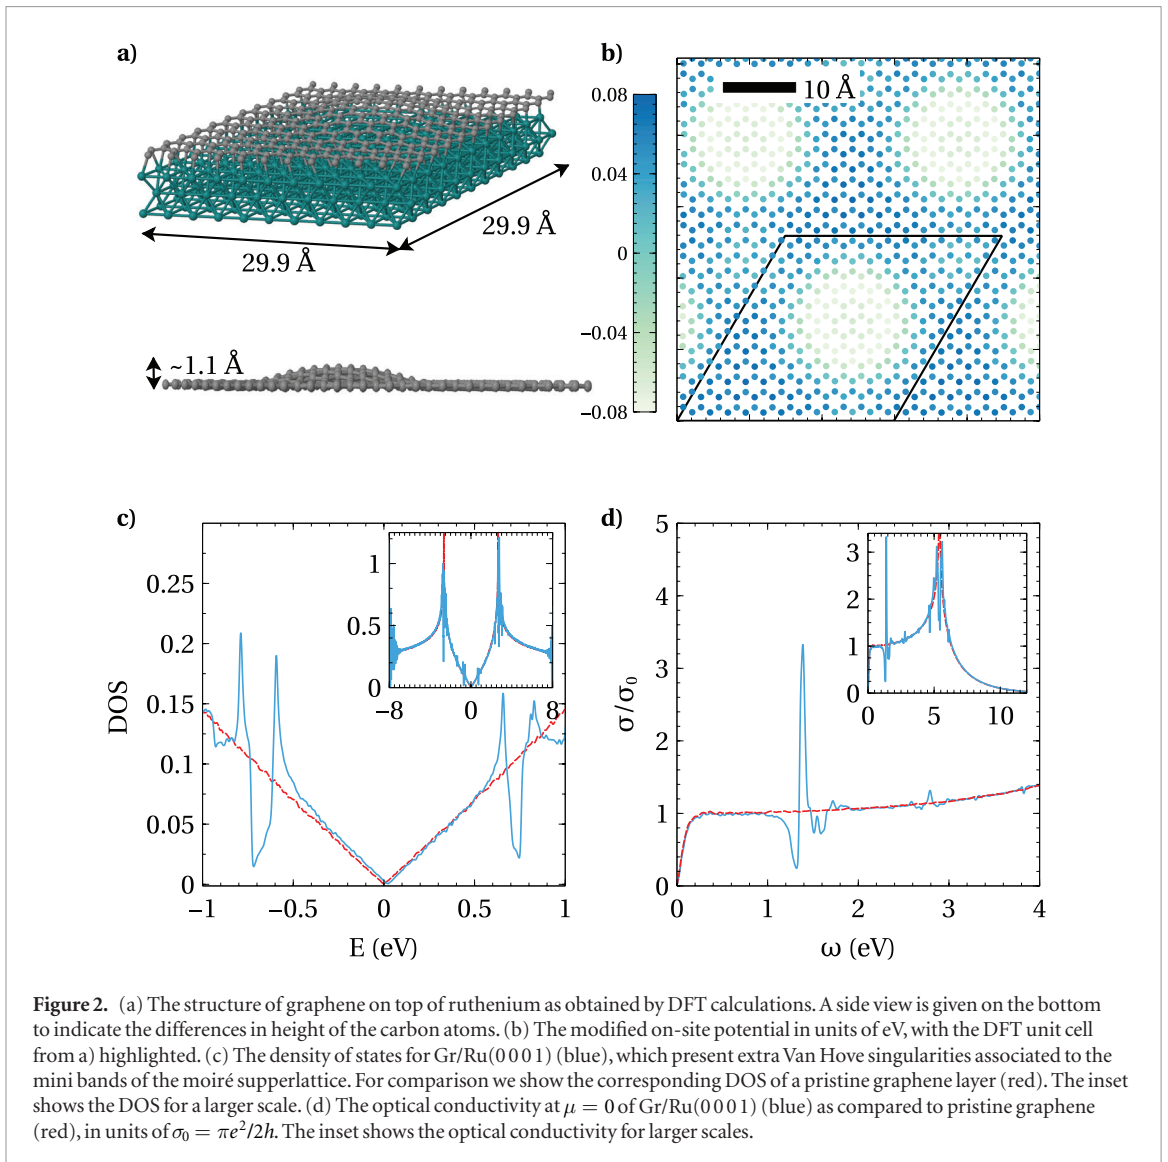 a)
29.9 Å
29.9 Å
~1.1 Å
b)
10 Å
0.08
0.04
0
−0.04
−0.08
c)
DOS
0.25
0.2
0.15
0.1
0.05
0
−1
−0.5
0
0.5
1
E (eV)
1
0.5
0
−8
0
8
d)
σ/σ0
5
4
3
2
1
0
0
1
2
3
4
ω (eV)
3
2
1
0
0
5
10
Figure 2. (a) The structure of graphene on top of ruthenium as obtained by DFT calculations. A side view is given on the bottom
to indicate the differences in height of the carbon atoms. (b) The modified on-site potential in units of eV, with the DFT unit cell
from a) highlighted. (c) The density of states for Gr/Ru(0 0 0 1) (blue), which present extra Van Hove singularities associated to the
mini bands of the moiré supperlattice. For comparison we show the corresponding DOS of a pristine graphene layer (red). The inset
shows the DOS for a larger scale. (d) The optical conductivity at μ = 0 of Gr/Ru(0 0 0 1) (blue) as compared to pristine graphene
(red), in units of σ0 = πe²/2h. The inset shows the optical conductivity for larger scales.